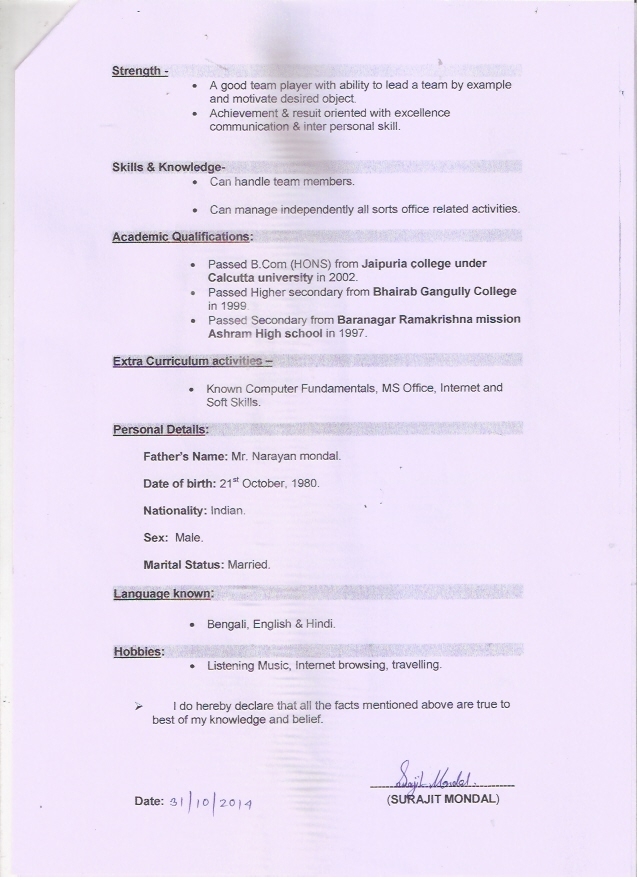 Strength -
• A good team player with ability to lead a team by example
and motivate desired object.
• Achievement & resuit oriented with excellence
communication & inter personal skill.
Skills & Knowledge-
• Can handle team members.
• Can manage independently all sorts office related activities.
Academic Qualifications:
• Passed B.Com (HONS) from Jaipuria college under
Calcutta university in 2002.
• Passed Higher secondary from Bhairab Gangully College
in 1999
• Passed Secondary from Baranagar Ramakrishna mission
Ashram High school in 1997.
Extra Curriculum activities –
• Known Computer Fundamentals, MS Office, Internet and
Soft Skills.
Personal Details:
Father's Name: Mr. Narayan mondal.
Date of birth: 21st October, 1980.
Nationality: Indian.
Sex: Male.
Marital Status: Married.
Language known:
• Bengali, English & Hindi.
Hobbies:
• Listening Music, Internet browsing, travelling.
➢ I do hereby declare that all the facts mentioned above are true to
best of my knowledge and belief.
Surajit Mondal.
Date: 31/10/2014 (SURAJIT MONDAL)